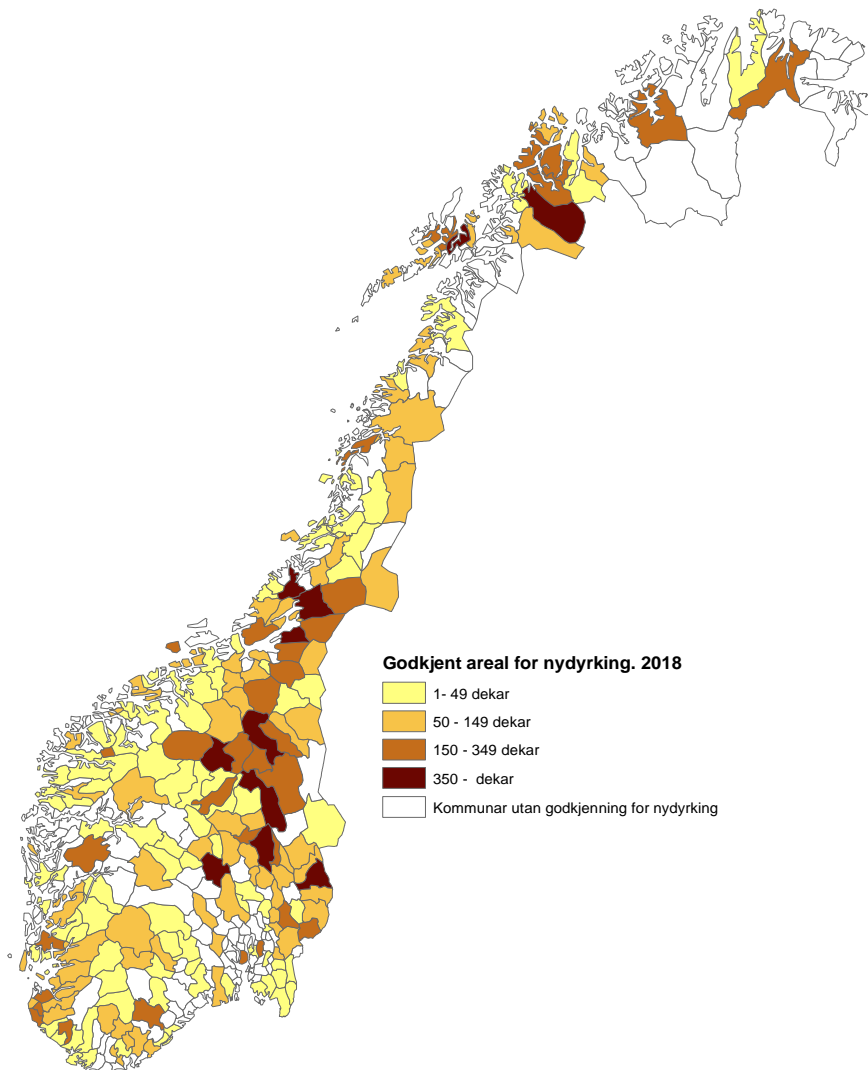 Godkjent areal for nydyrking. 2018
1- 49 dekar
50 - 149 dekar
150 - 349 dekar
350 -  dekar
Kommunar utan godkjenning for nydyrking